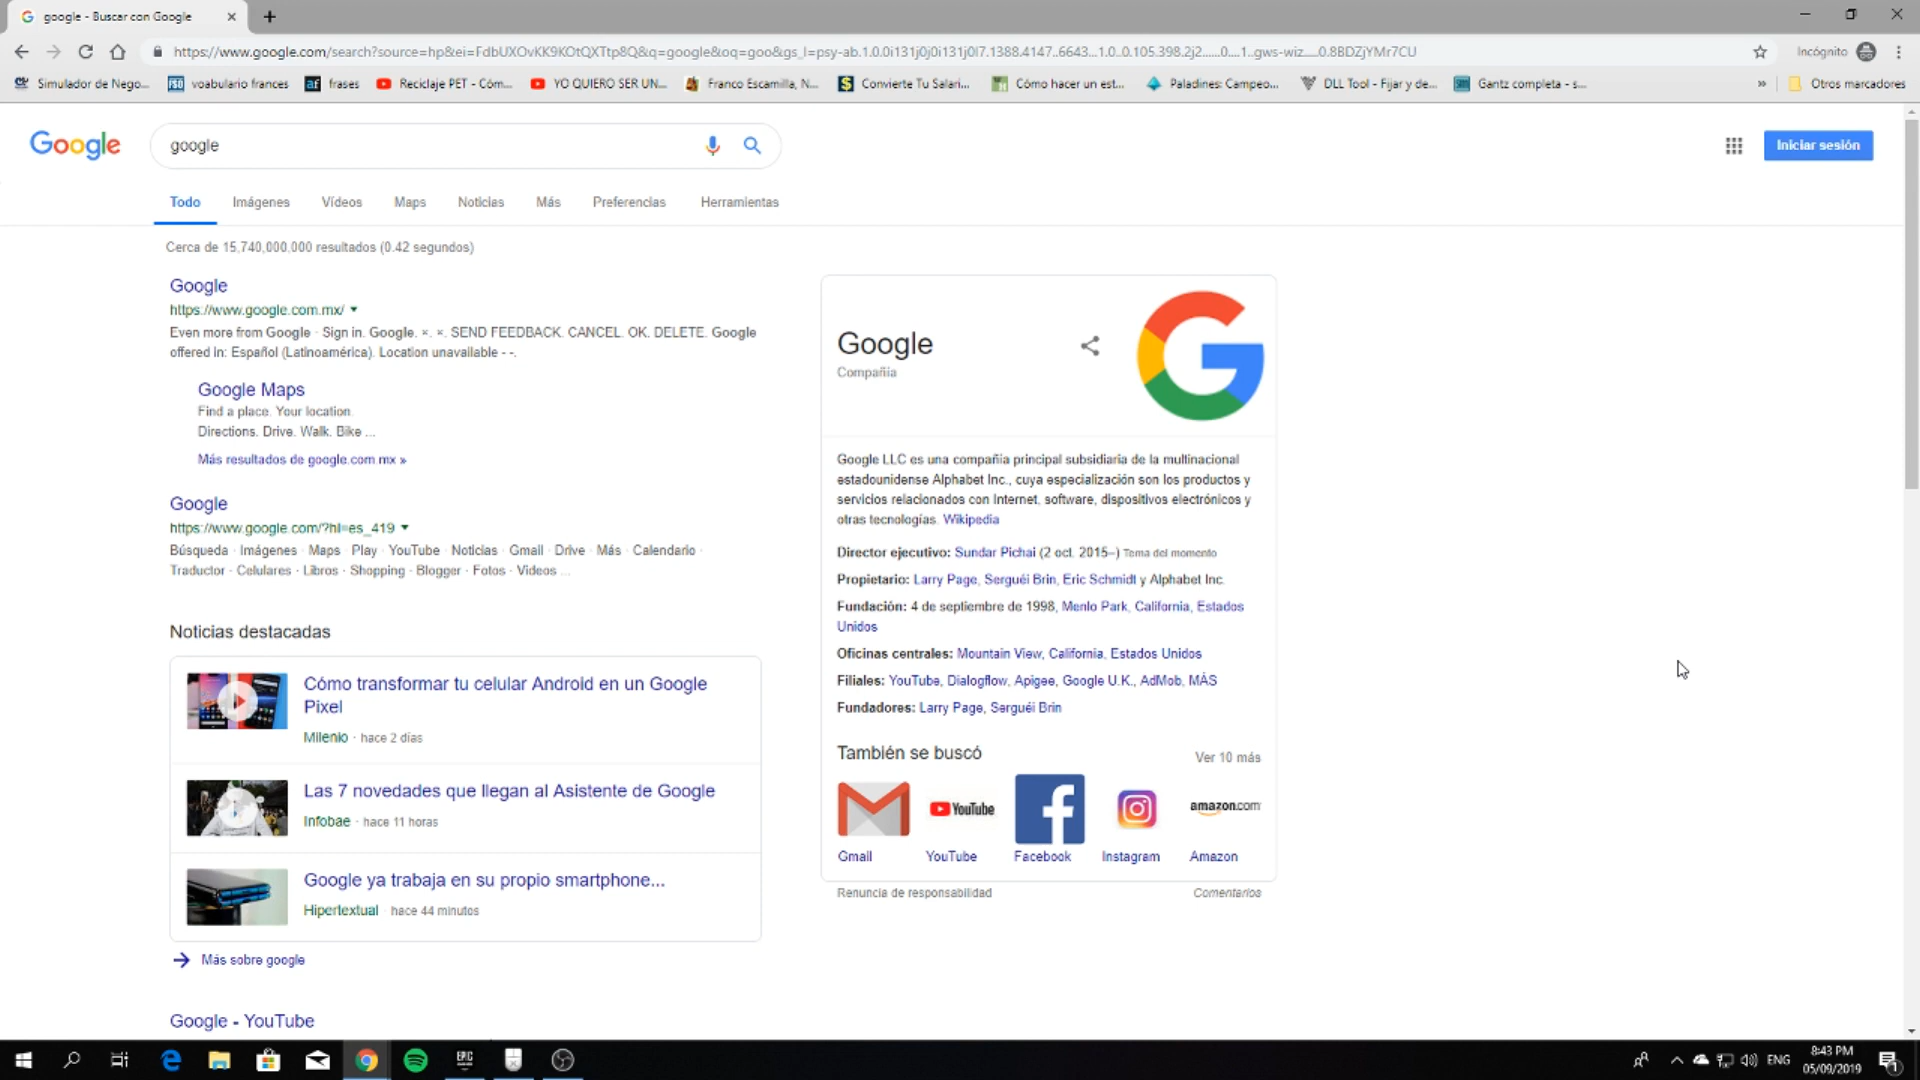 google - Buscar con Google
https://www.google.com/search?source=hp&ei=FdbUXOvKK9KOtQXTtp8Q&q=google&oq=goo&gs_l=psy-ab.1.0.0i131j0j0i131j0l7.1388.4147..6643...1.0..0.105.398.2j2......0....1..gws-wiz.....0.8BDZjYMr7CU
Incógnito
Simulador de Nego...
voabulario frances
frases
Reciclaje PET - Cóm...
YO QUIERO SER UN...
Franco Escamilla, N...
Convierte Tu Salari...
Cómo hacer un est...
Paladines: Campeo...
DLL Tool - Fijar y de...
Gantz completa - s...
»
Otros marcadores
Google
google
Iniciar sesión
Todo
Imágenes
Vídeos
Maps
Noticias
Más
Preferencias
Herramientas
Cerca de 15,740,000,000 resultados (0.42 segundos)
Google
https://www.google.com.mx/
Even more from Google · Sign in. Google. ×. ×. SEND FEEDBACK. CANCEL. OK. DELETE. Google
offered in: Español (Latinoamérica). Location unavailable - -.
Google Maps
Find a place. Your location.
Directions. Drive. Walk. Bike ...
Más resultados de google.com.mx »
Google
https://www.google.com/?hl=es_419
Búsqueda · Imágenes · Maps · Play · YouTube · Noticias · Gmail · Drive · Más · Calendario ·
Traductor · Celulares · Libros · Shopping · Blogger · Fotos · Videos ...
Noticias destacadas
Cómo transformar tu celular Android en un Google
Pixel
Milenio · hace 2 días
Las 7 novedades que llegan al Asistente de Google
Infobae · hace 11 horas
Google ya trabaja en su propio smartphone...
Hipertextual · hace 44 minutos
Más sobre google
Google - YouTube
Google
Compañía
Google LLC es una compañía principal subsidiaria de la multinacional
estadounidense Alphabet Inc., cuya especialización son los productos y
servicios relacionados con Internet, software, dispositivos electrónicos y
otras tecnologías. Wikipedia
Director ejecutivo: Sundar Pichai (2 oct. 2015–) Tema del momento
Propietario: Larry Page, Serguéi Brin, Eric Schmidt y Alphabet Inc.
Fundación: 4 de septiembre de 1998, Menlo Park, California, Estados
Unidos
Oficinas centrales: Mountain View, California, Estados Unidos
Filiales: YouTube, Dialogflow, Apigee, Google U.K., AdMob, MÁS
Fundadores: Larry Page, Serguéi Brin
También se buscó
Ver 10 más
YouTube
amazon.com
Gmail
YouTube
Facebook
Instagram
Amazon
Renuncia de responsabilidad
Comentarios
EPIC
ENG
8:43 PM
05/09/2019
1